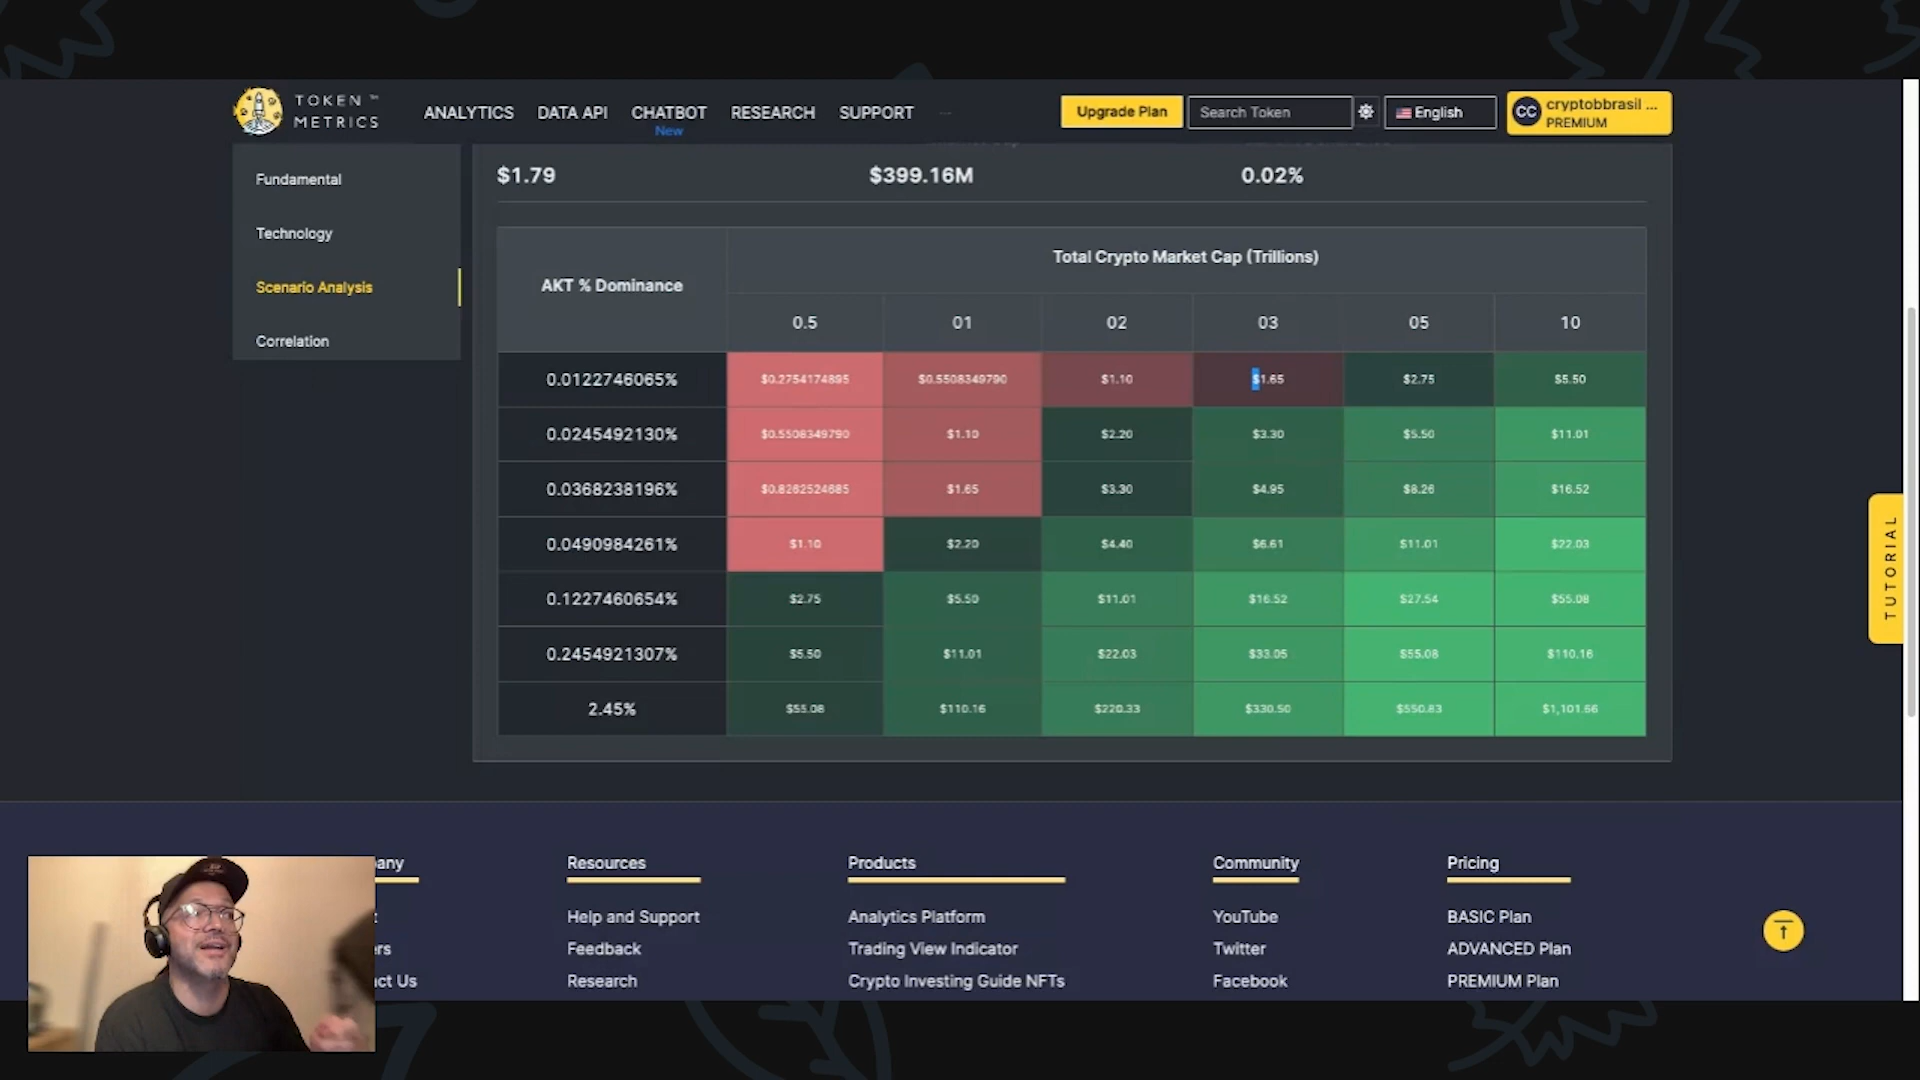 TOKEN ™
METRICS
ANALYTICS DATA API CHATBOT RESEARCH SUPPORT
New
Upgrade Plan
Search Token
English
CC
cryptobbrasil ...
PREMIUM
Fundamental
Technology
Scenario Analysis
Correlation
$1.79 $399.16M 0.02%
AKT % Dominance
Total Crypto Market Cap (Trillions)
0.5 01 02 03 05 10
0.0122746065% $0.2754174895 $0.5508349790 $1.10 $1.65 $2.75 $5.50
0.0245492130% $0.5508349790 $1.10 $2.20 $3.30 $5.50 $11.01
0.0368238196% $0.8262524685 $1.65 $3.30 $4.95 $8.26 $16.52
0.0490984261% $1.10 $2.20 $4.40 $6.61 $11.01 $22.03
0.1227460654% $2.75 $5.50 $11.01 $16.52 $27.54 $55.08
0.2454921307% $5.50 $11.01 $22.03 $33.05 $55.08 $110.16
2.45% $55.08 $110.16 $220.33 $330.50 $550.83 $1,101.66
TUTORIAL
any Resources Products Community Pricing
Help and Support Analytics Platform YouTube BASIC Plan
rs Feedback Trading View Indicator Twitter ADVANCED Plan
ct Us Research Crypto Investing Guide NFTs Facebook PREMIUM Plan